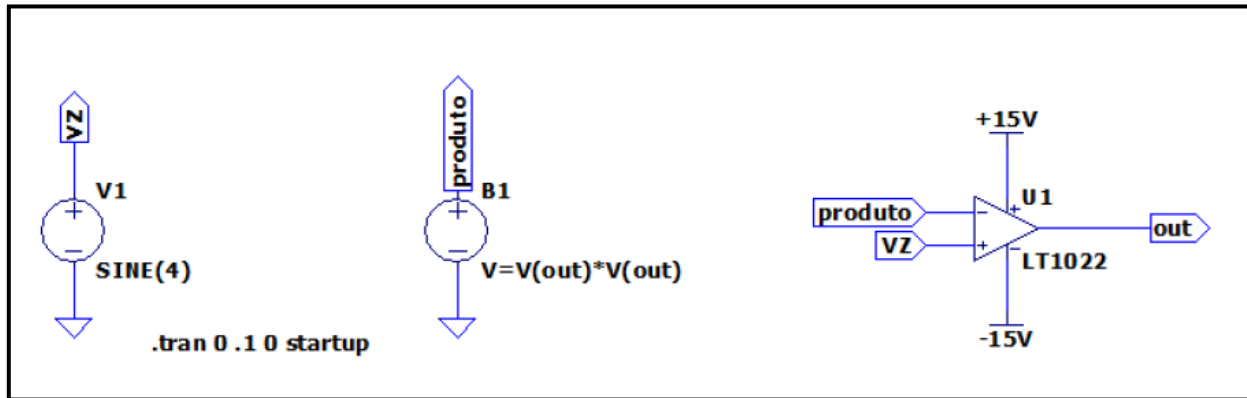 VZ
V1
SINE(4)
.tran 0 .1 0 startup
produto
B1
V=V(out)*V(out)
+15V
U1
produto
VZ
out
LT1022
-15V